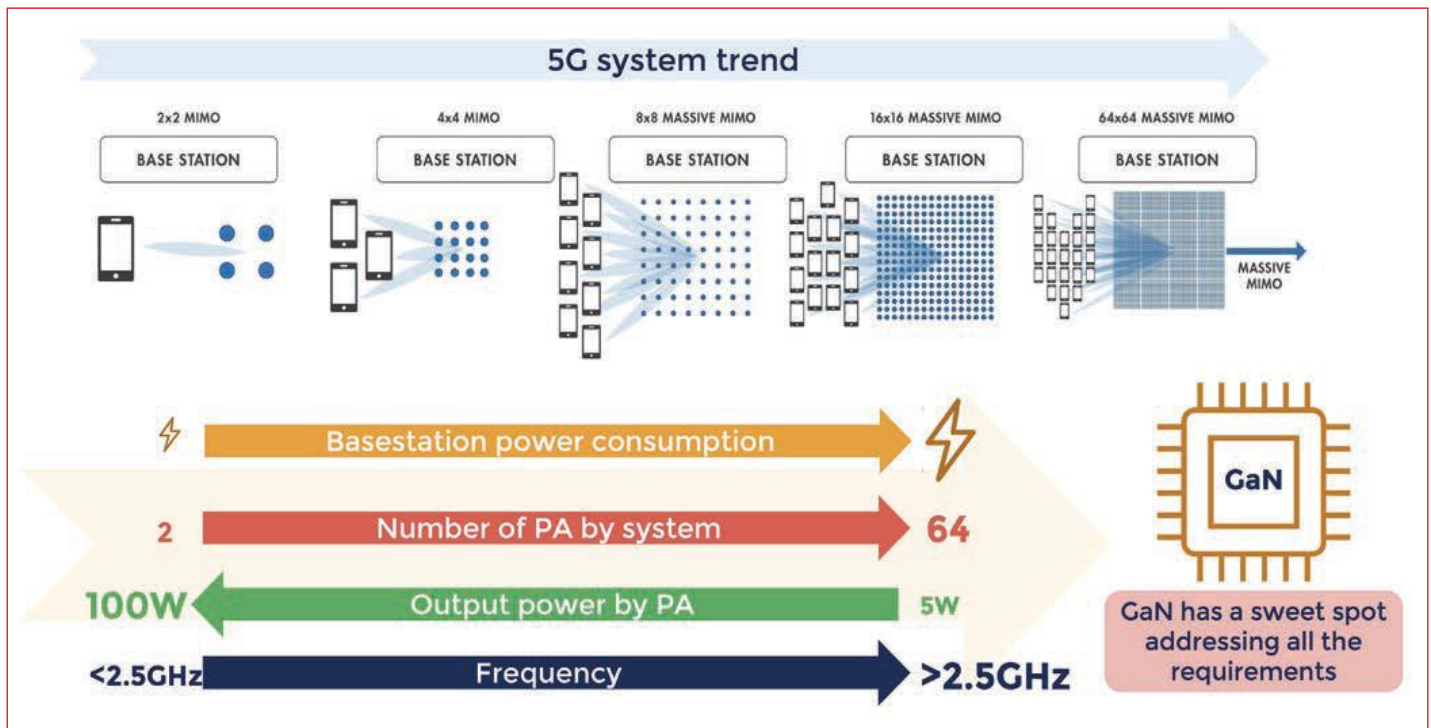 5G system trend
2x2 MIMO
4x4 MIMO
8x8 MASSIVE MIMO
16x16 MASSIVE MIMO
64x64 MASSIVE MIMO
BASE STATION
BASE STATION
BASE STATION
BASE STATION
BASE STATION
MASSIVE
MIMO
Basestation power consumption
2
Number of PA by system
64
100W
Output power by PA
5W
<2.5GHz
Frequency
>2.5GHz
GaN
GaN has a sweet spot
addressing all the
requirements